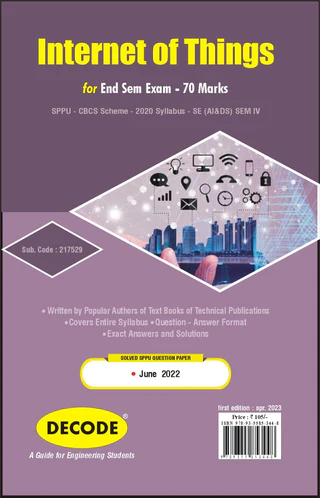 Internet of Things
for End Sem Exam - 70 Marks
SPPU - CBCS Scheme - 2020 Syllabus - SE (AI&DS) SEM IV
Sub. Code : 217529
• Written by Popular Authors of Text Books of Technical Publications
• Covers Entire Syllabus • Question - Answer Format
• Exact Answers and Solutions
SOLVED SPPU QUESTION PAPER
• June 2022
first edition : apr. 2023
Price : ₹ 105/-
DECODE®
A Guide for Engineering Students